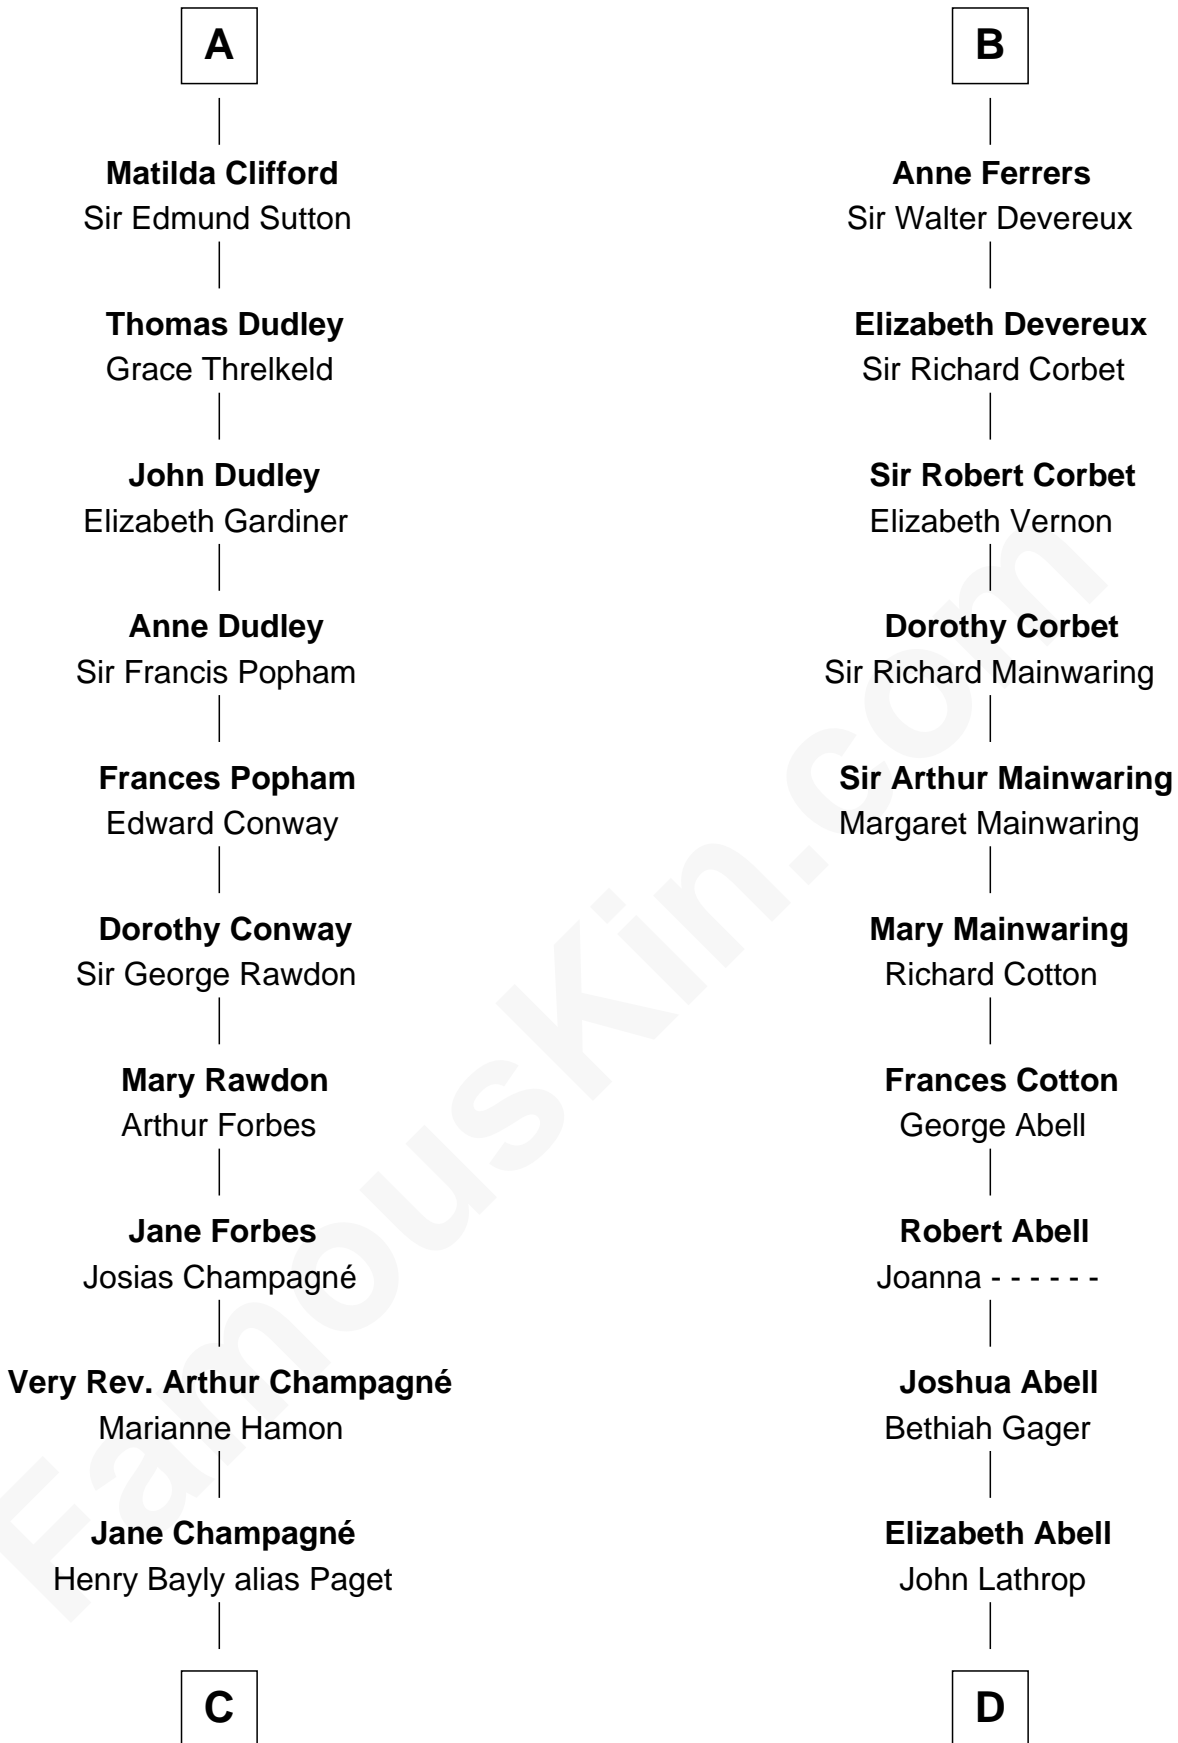 A
Matilda Clifford
Sir Edmund Sutton
Thomas Dudley
Grace Threlkeld
John Dudley
Elizabeth Gardiner
Anne Dudley
Sir Francis Popham
Frances Popham
Edward Conway
Dorothy Conway
Sir George Rawdon
Mary Rawdon
Arthur Forbes
Jane Forbes
Josias Champagné
Very Rev. Arthur Champagné
Marianne Hamon
Jane Champagné
Henry Bayly alias Paget
C
B
Anne Ferrers
Sir Walter Devereux
Elizabeth Devereux
Sir Richard Corbet
Sir Robert Corbet
Elizabeth Vernon
Dorothy Corbet
Sir Richard Mainwaring
Sir Arthur Mainwaring
Margaret Mainwaring
Mary Mainwaring
Richard Cotton
Frances Cotton
George Abell
Robert Abell
Joanna - - - - - -
Joshua Abell
Bethiah Gager
Elizabeth Abell
John Lathrop
D
FamousKin.com